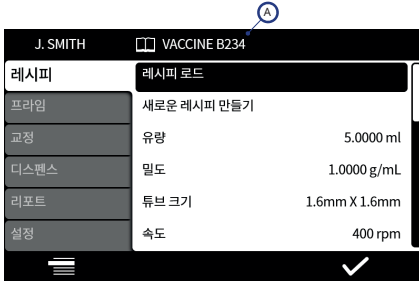 A
J. SMITH VACCINE B234
레시피
프라임
교정
디스펜스
리포트
설정
레시피 로드
새로운 레시피 만들기
유량 5.0000 ml
밀도 1.0000 g/mL
튜브 크기 1.6mm X 1.6mm
속도 400 rpm